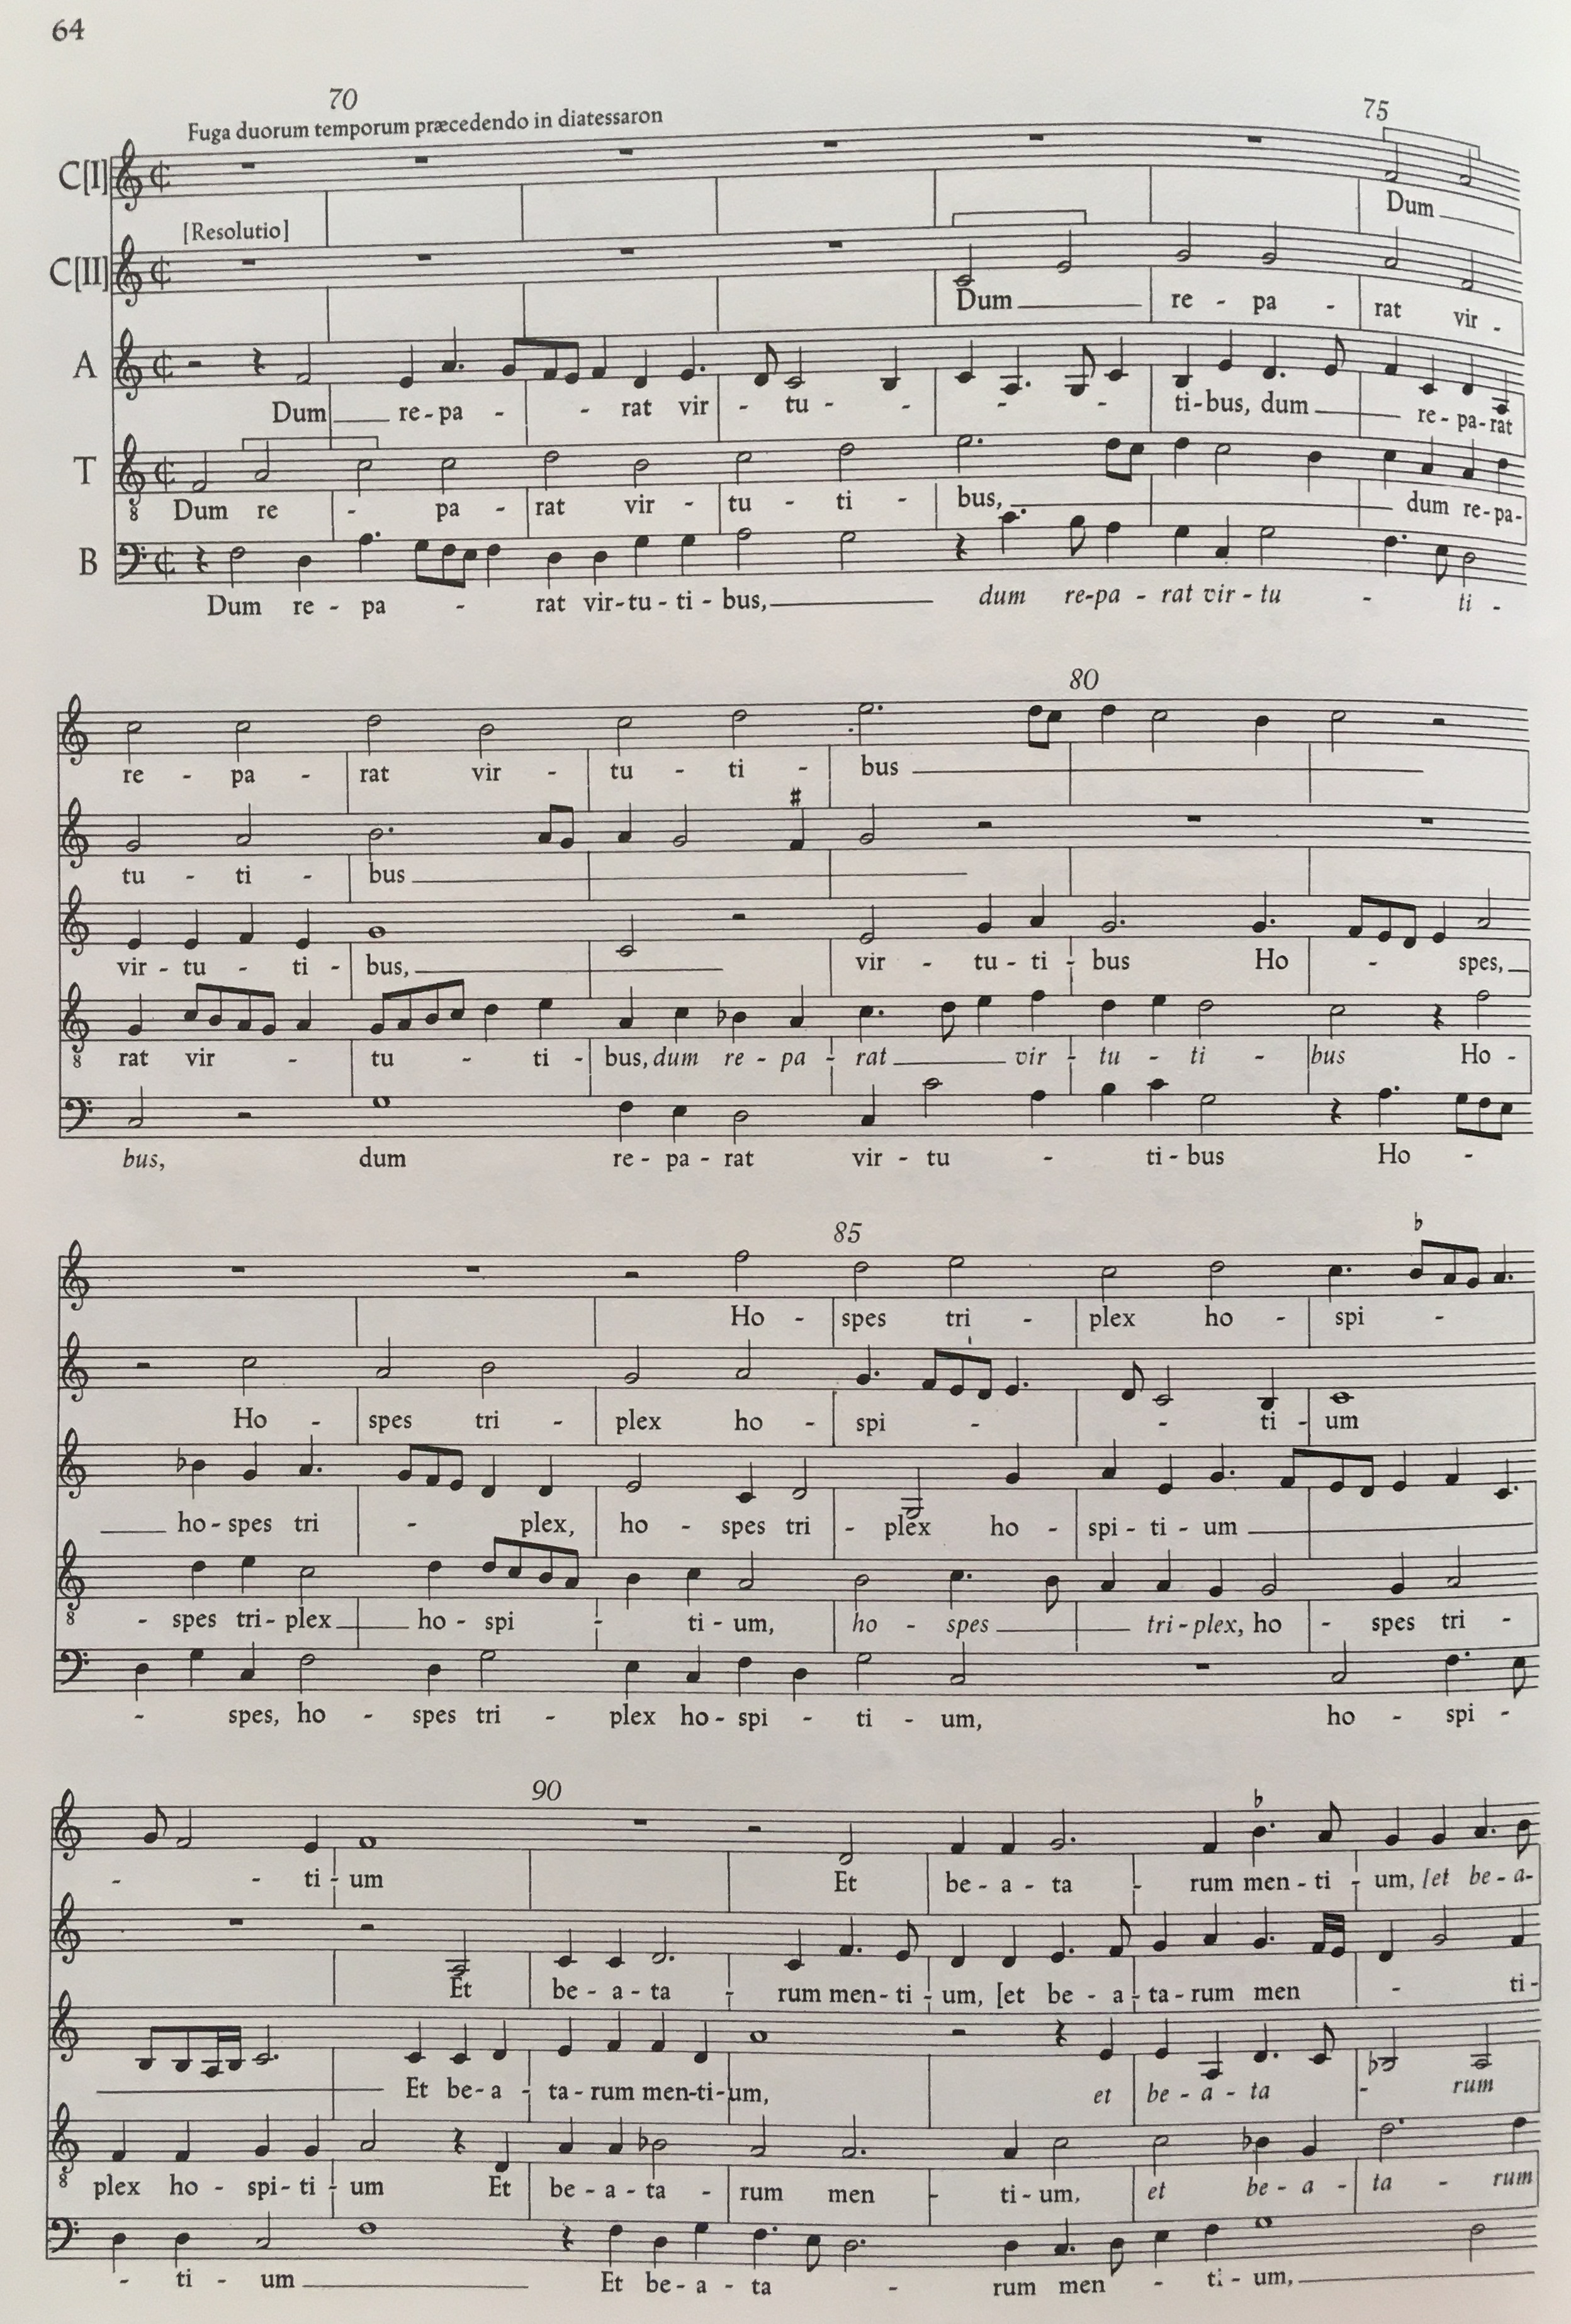 64
70
75
Fuga duorum temporum præcedendo in diatessaron
C[I]
Dum
[Resolutio]
C[II]
Dum re - pa - rat vir -
A
Dum re - pa - - rat vir - tu - - - - ti - bus, dum re - pa - rat
T
8
Dum re - pa - rat vir - tu - ti - bus, dum re - pa -
B
Dum re - pa - rat vir - tu - ti - bus, dum re - pa - rat vir - tu - ti -
80
re - pa - rat vir - tu - ti - bus
tu - ti - bus
vir - tu - ti - bus, vir - tu - ti - bus Ho - spes,
8
rat vir - tu - ti - bus, dum re - pa - rat vir - tu - ti - bus Ho -
bus, dum re - pa - rat vir - tu - ti - bus Ho -
85
Ho - spes tri - plex ho - spi -
Ho - spes tri - plex ho - spi - - ti - um
ho - spes tri - plex, ho - spes tri - plex ho - spi - ti - um
8
- spes tri - plex ho - spi - ti - um, ho - spes tri - plex, ho - spes tri -
- spes, ho - spes tri - plex ho - spi - ti - um, ho - spi -
90
- - ti - um Et be - a - ta - rum men - ti - um, [et be - a -
Et be - a - ta - rum men - ti - um, [et be - a - ta - rum men - ti -
Et be - a - ta - rum men - ti - um, et be - a - ta - rum
8
plex ho - spi - ti - um Et be - a - ta - rum men - ti - um, et be - a - ta - rum
- ti - um Et be - a - ta - rum men - ti - um,